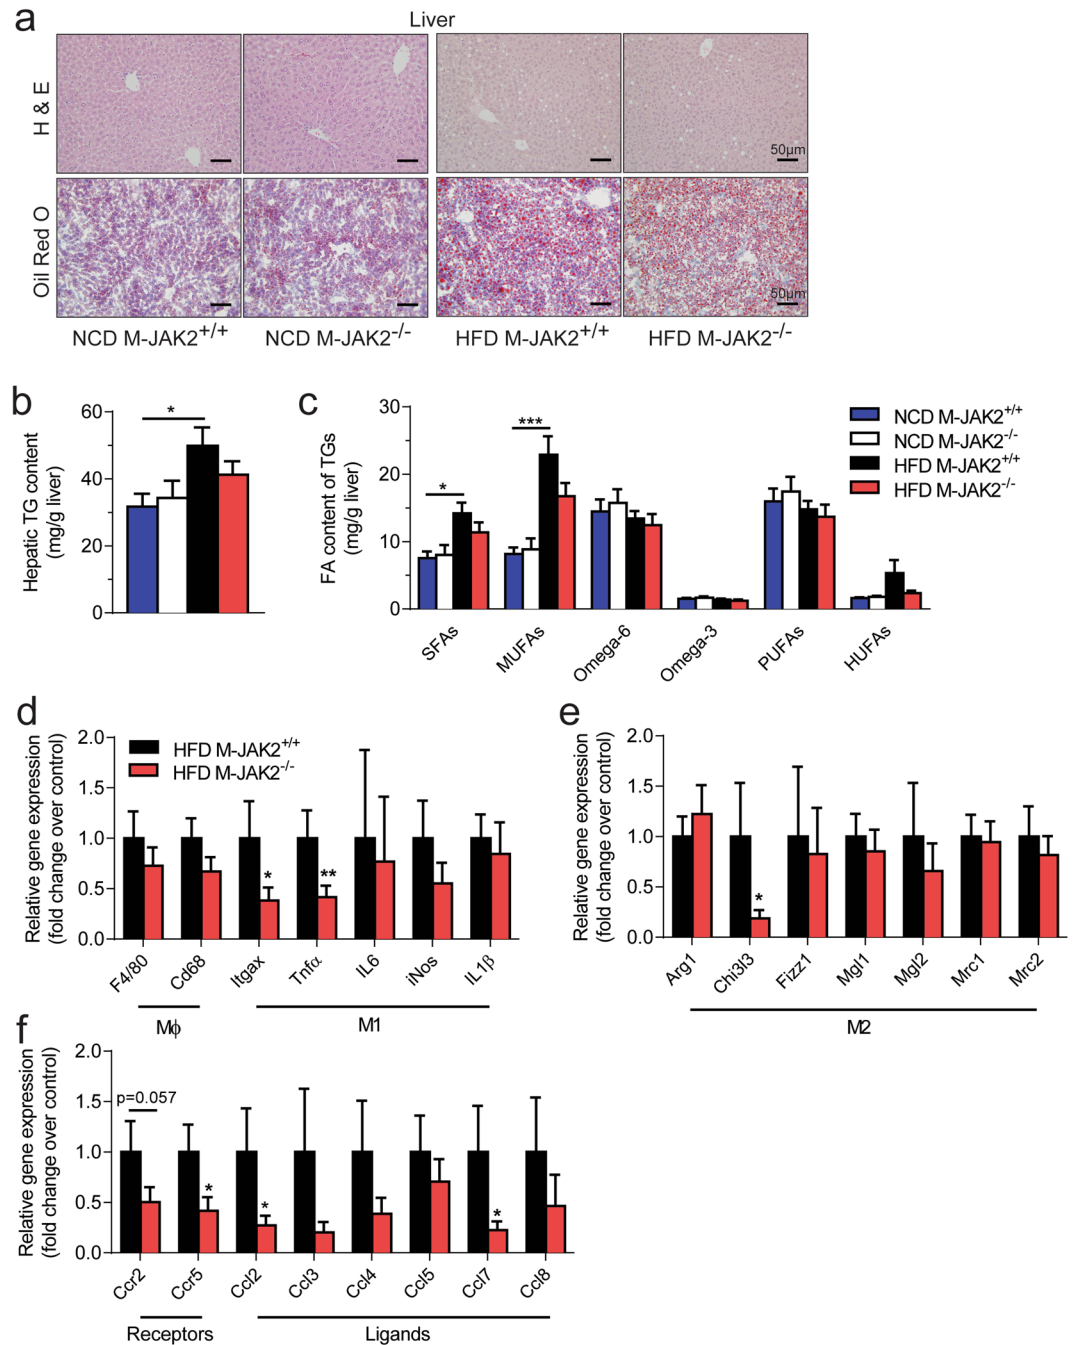 a
Liver
H & E
50µm
Oil Red O
50µm
NCD M-JAK2+/+ NCD M-JAK2-/- HFD M-JAK2+/+ HFD M-JAK2-/-
b
Hepatic TG content
(mg/g liver)
60
40
20
0
*
c
FA content of TGs
(mg/g liver)
30
20
10
0
*
***
SFAs MUFAs Omega-6 Omega-3 PUFAs HUFAs
NCD M-JAK2+/+
NCD M-JAK2-/-
HFD M-JAK2+/+
HFD M-JAK2-/-
d
Relative gene expression
(fold change over control)
2.0
1.5
1.0
0.5
0.0
HFD M-JAK2+/+
HFD M-JAK2-/-
*
**
F4/80 Cd68 Itgax Tnfα IL6 iNos IL1β
Mϕ M1
e
Relative gene expression
(fold change over control)
2.0
1.5
1.0
0.5
0.0
*
Arg1 Chi3l3 Fizz1 Mgl1 Mgl2 Mrc1 Mrc2
M2
f
Relative gene expression
(fold change over control)
2.0
1.5
1.0
0.5
0.0
p=0.057
*
*
*
Ccr2 Ccr5 Ccl2 Ccl3 Ccl4 Ccl5 Ccl7 Ccl8
Receptors Ligands